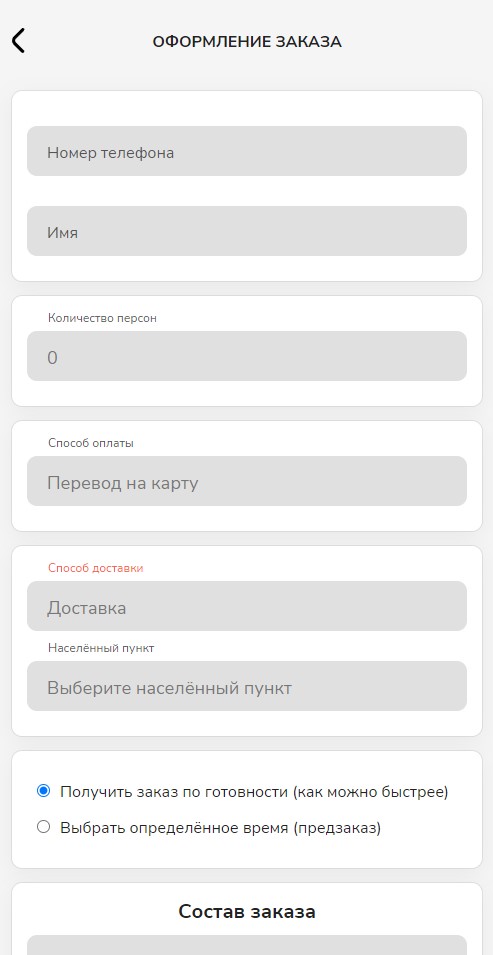 ОФОРМЛЕНИЕ ЗАКАЗА
Номер телефона
Имя
Количество персон
0
Способ оплаты
Перевод на карту
Способ доставки
Доставка
Населённый пункт
Выберите населённый пункт
Получить заказ по готовности (как можно быстрее)
Выбрать определённое время (предзаказ)
Состав заказа